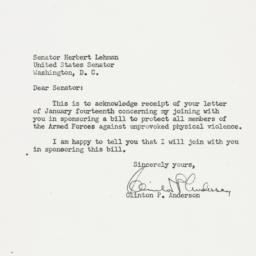 Senator Herbert Lehman
United States Senator
Washington, D. C.
Dear Senator:
This is to acknowledge receipt of your letter
of January fourteenth concerning my joining with
you in sponsoring a bill to protect all members of
the Armed Forces against unprovoked physical violence.
I am happy to tell you that I will join with you
in sponsoring this bill.
Sincerely yours,
Clinton P. Anderson
Clinton P. Anderson